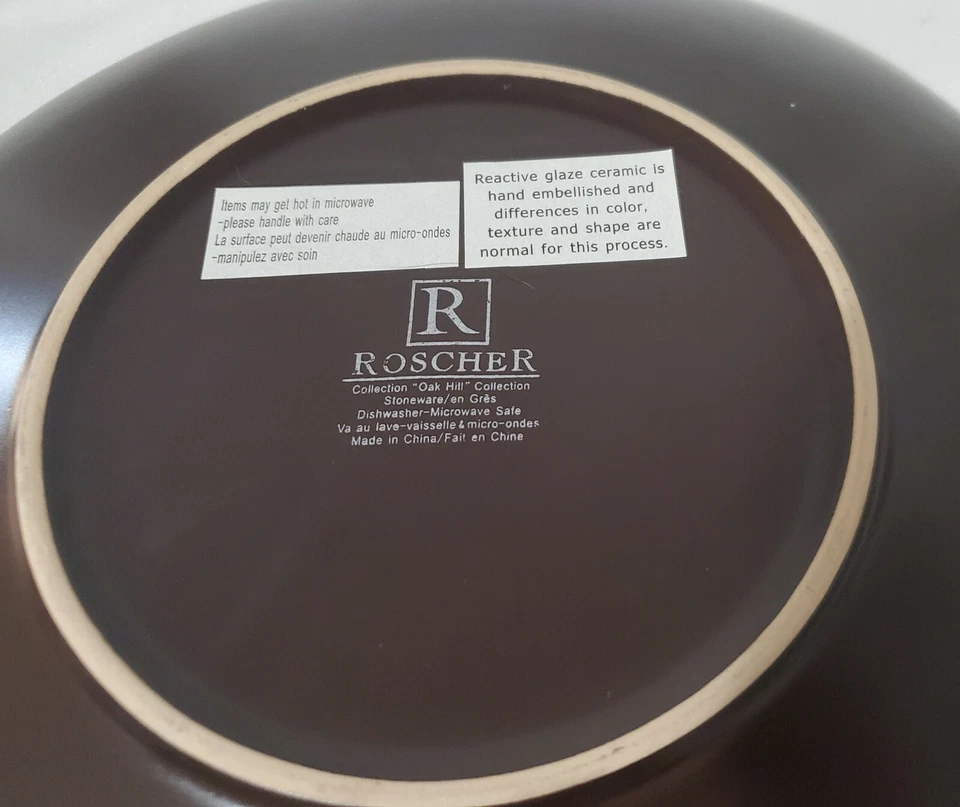 Items may get hot in microwave
-please handle with care
La surface peut devenir chaude au micro-ondes
-manipulez avec soin
Reactive glaze ceramic is
hand embellished and
differences in color,
texture and shape are
normal for this process.
R
ROSCHER
Collection "Oak Hill" Collection
Stoneware/en Grès
Dishwasher-Microwave Safe
Va au lave-vaisselle & micro-ondes
Made in China/Fait en Chine